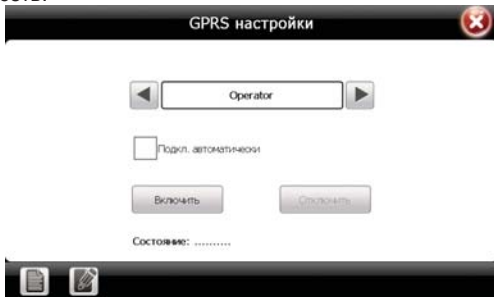 GPRS настройки
Operator
Подкл. автоматически
Включить
Отключить
Состояние: ..........